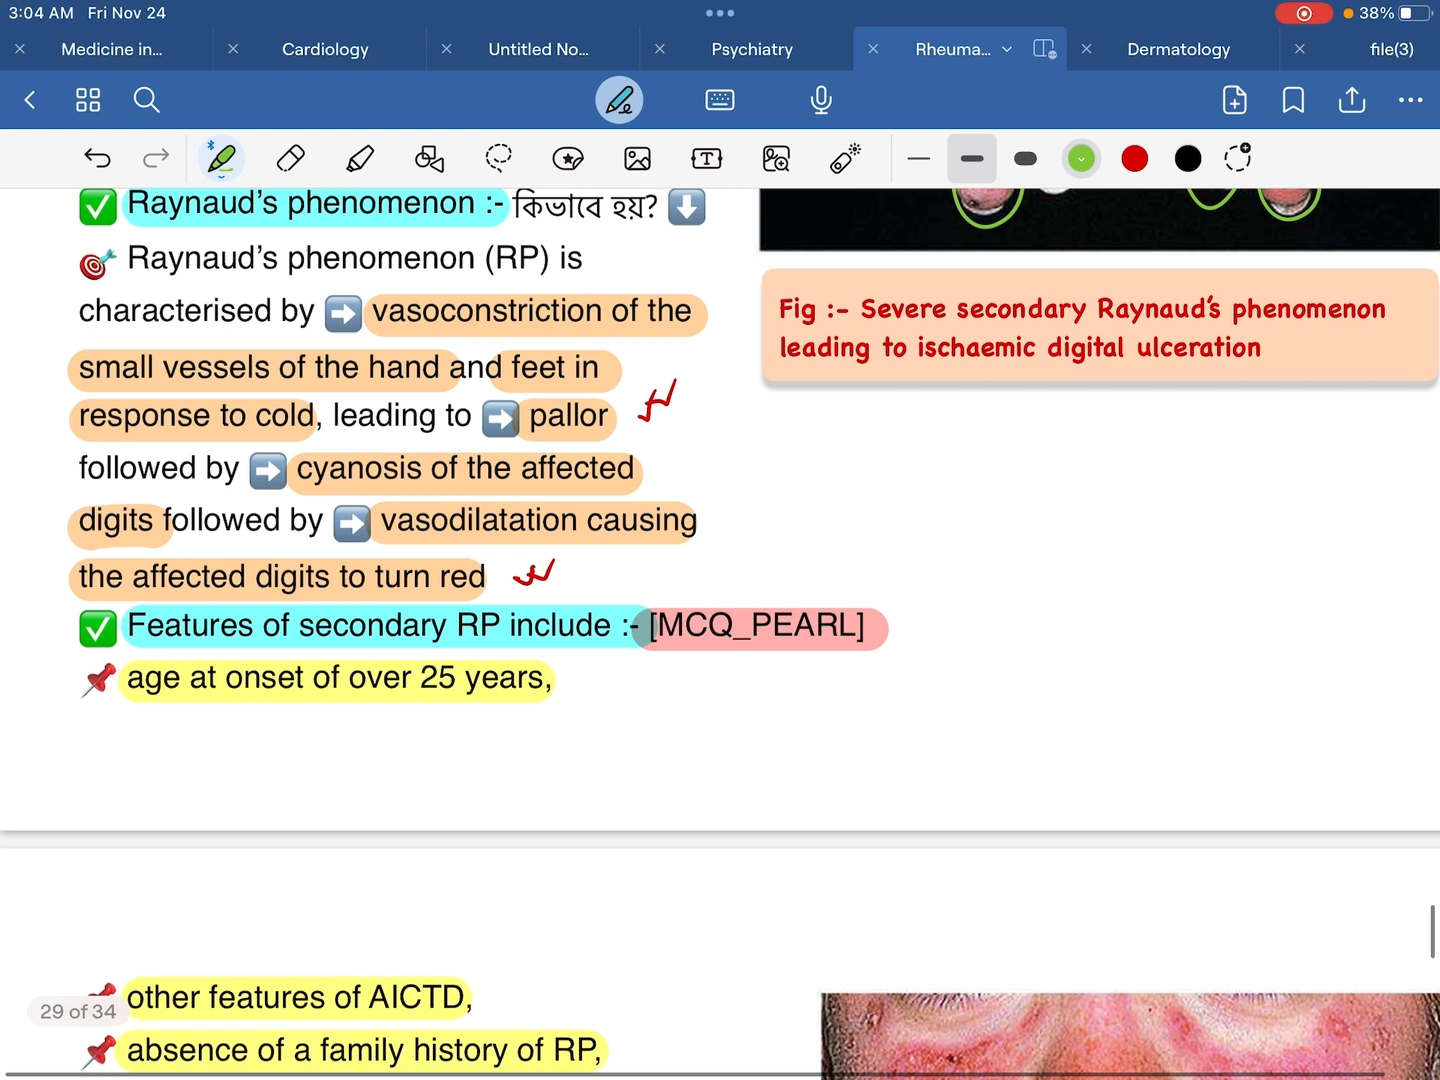 3:04 AM Fri Nov 24
38%
Medicine in...
Cardiology
Untitled No...
Psychiatry
Rheuma...
Dermatology
file(3)
Raynaud’s phenomenon :- কিভাবে হয়?
Raynaud’s phenomenon (RP) is
characterised by vasoconstriction of the
small vessels of the hand and feet in
response to cold, leading to pallor
followed by cyanosis of the affected
digits followed by vasodilatation causing
the affected digits to turn red
Features of secondary RP include :- [MCQ_PEARL]
age at onset of over 25 years,
Fig :- Severe secondary Raynaud's phenomenon
leading to ischaemic digital ulceration
29 of 34
other features of AICTD,
absence of a family history of RP,